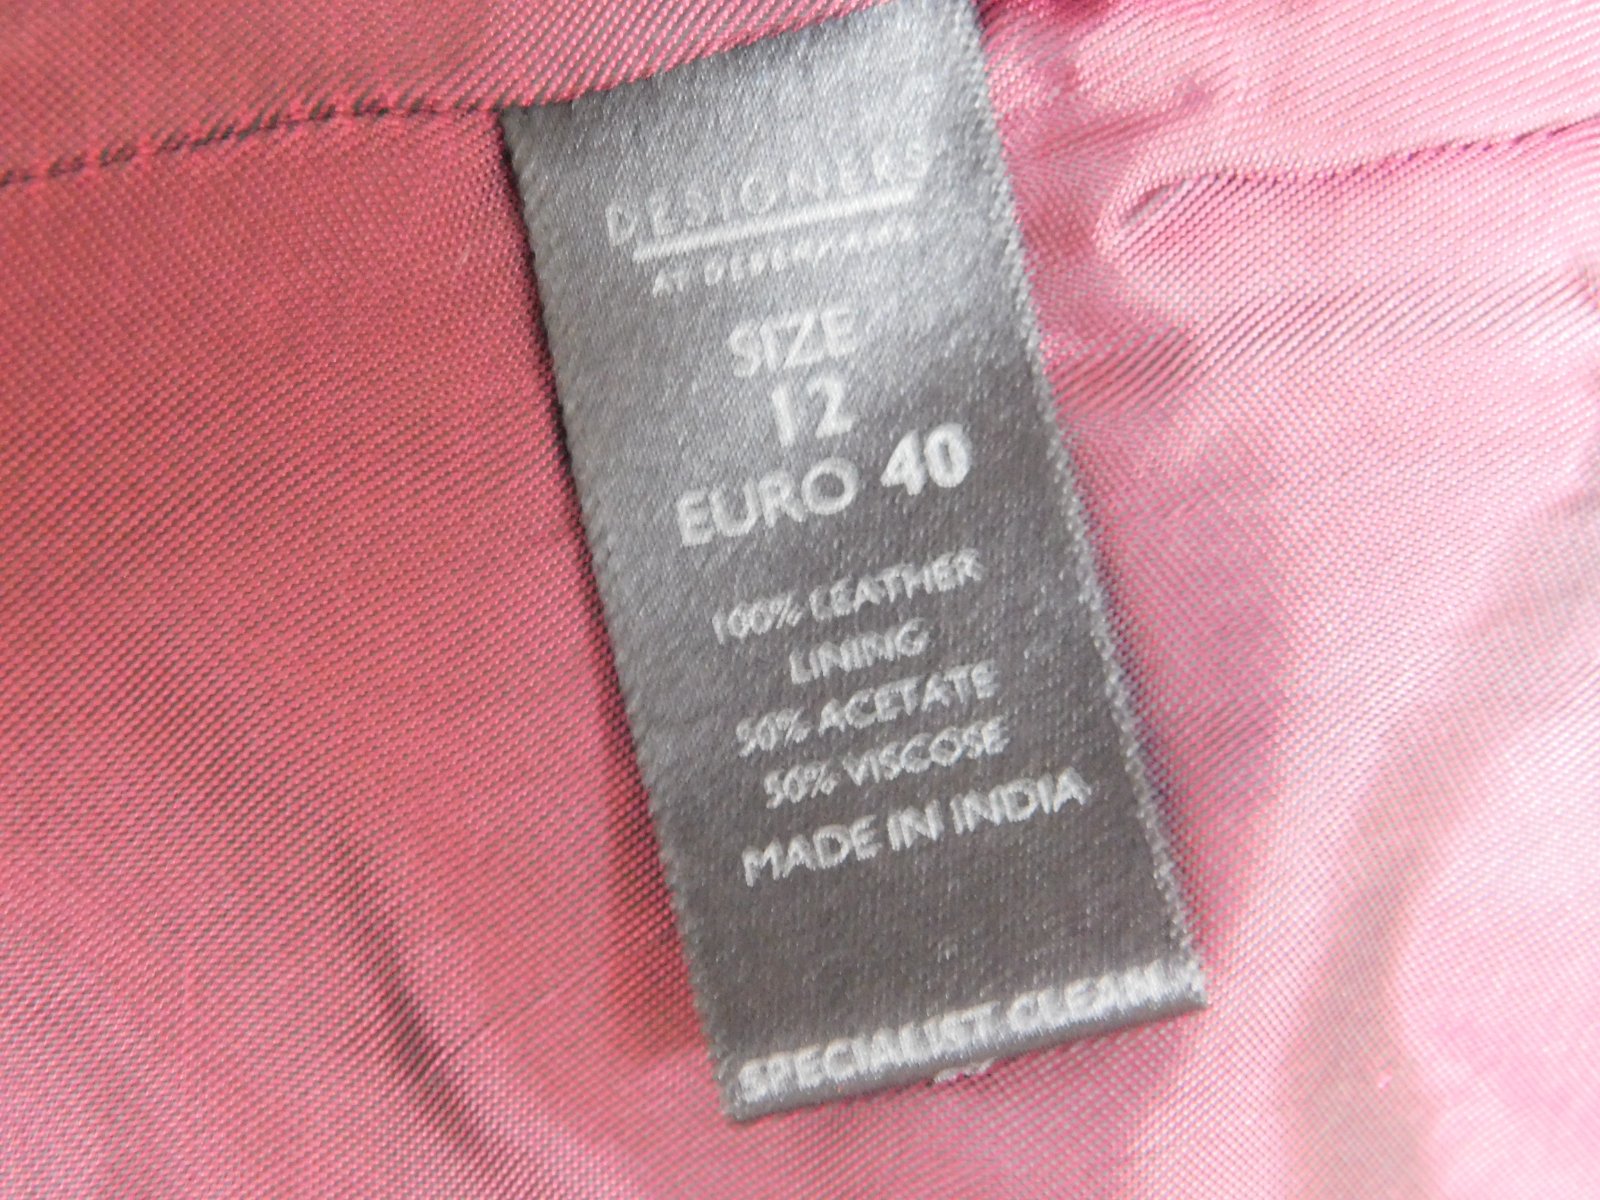 DESIGNERS
AT DEBENHAMS
SIZE
12
EURO 40
100% LEATHER
LINING
50% ACETATE
50% VISCOSE
MADE IN INDIA
SPECIALIST CLEAN